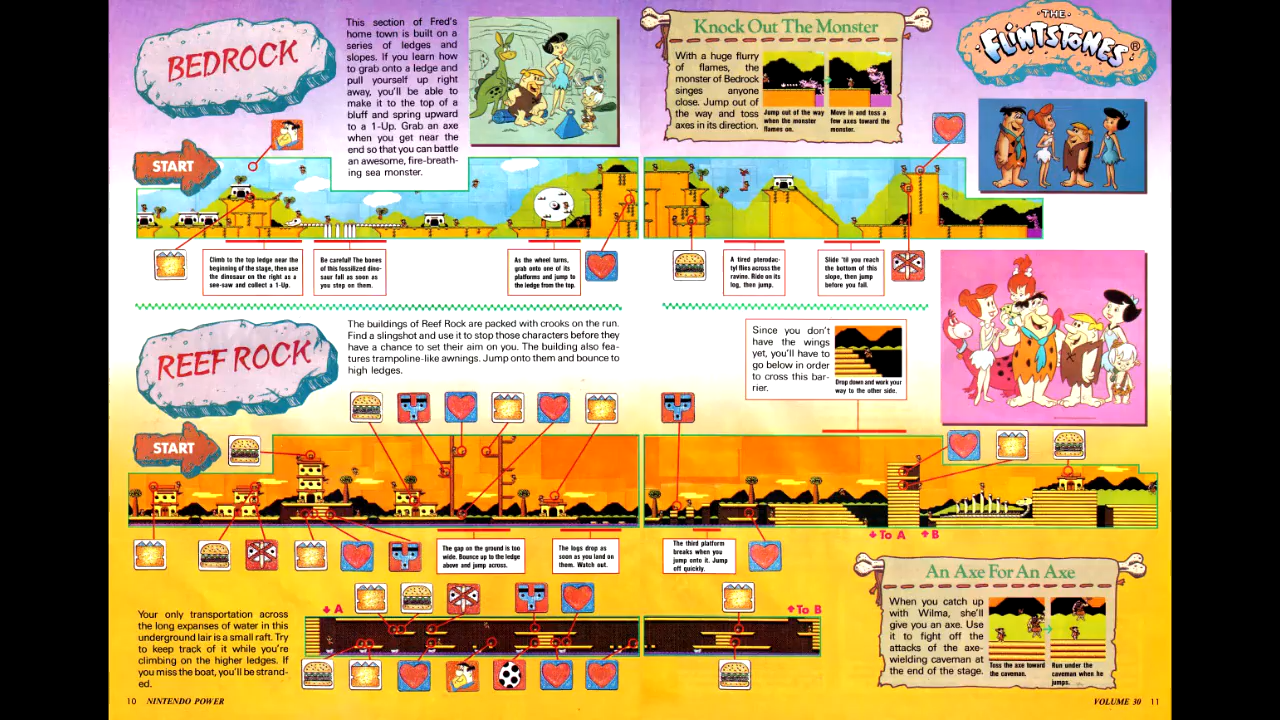 BEDROCK
This section of Fred's
home town is built on a
series of ledges and
slopes. If you learn how
to grab onto a ledge and
pull yourself up right
away, you'll be able to
make it to the top of a
bluff and spring upward
to a 1-Up. Grab an axe
when you get near the
end so that you can battle
an awesome, fire-breath-
ing sea monster.
Knock Out The Monster
With a huge flurry
of flames, the
monster of Bedrock
singes anyone
close. Jump out of
the way and toss
axes in its direction.
Jump out of the way
when the monster
flames on.
Move in and toss a
few axes toward the
monster.
THE
FLINTSTONES®
START
Climb to the top ledge near the
beginning of the stage, then use
the dinosaur on the right as a
see-saw and collect a 1-Up.
Be careful! The bones
of this fossilized dino-
saur fall as soon as
you step on them.
As the wheel turns,
grab onto one of its
platforms and jump to
the ledge from the top.
A tired pterodac-
tyl flies across the
ravine. Ride on its
log, then jump.
Slide 'til you reach
the bottom of this
slope, then jump
before you fall.
REEF ROCK
The buildings of Reef Rock are packed with crooks on the run.
Find a slingshot and use it to stop those characters before they
have a chance to set their aim on you. The building also fea-
tures trampoline-like awnings. Jump onto them and bounce to
high ledges.
Since you don't
have the wings
yet, you'll have to
go below in order
to cross this bar-
rier.
Drop down and work your
way to the other side.
START
To A
B
The gap on the ground is too
wide. Bounce up to the ledge
above and jump across.
The logs drop as
soon as you land on
them. Watch out.
The third platform
breaks when you
jump onto it. Jump
off quickly.
Your only transportation across
the long expanses of water in this
underground lair is a small raft. Try
to keep track of it while you're
climbing on the higher ledges. If
you miss the boat, you'll be strand-
ed.
A
To B
An Axe For An Axe
When you catch up
with Wilma, she'll
give you an axe. Use
it to fight off the
attacks of the axe-
wielding caveman at
the end of the stage.
Toss the axe toward
the caveman.
Run under the
caveman when he
jumps.
10 NINTENDO POWER
VOLUME 30 11